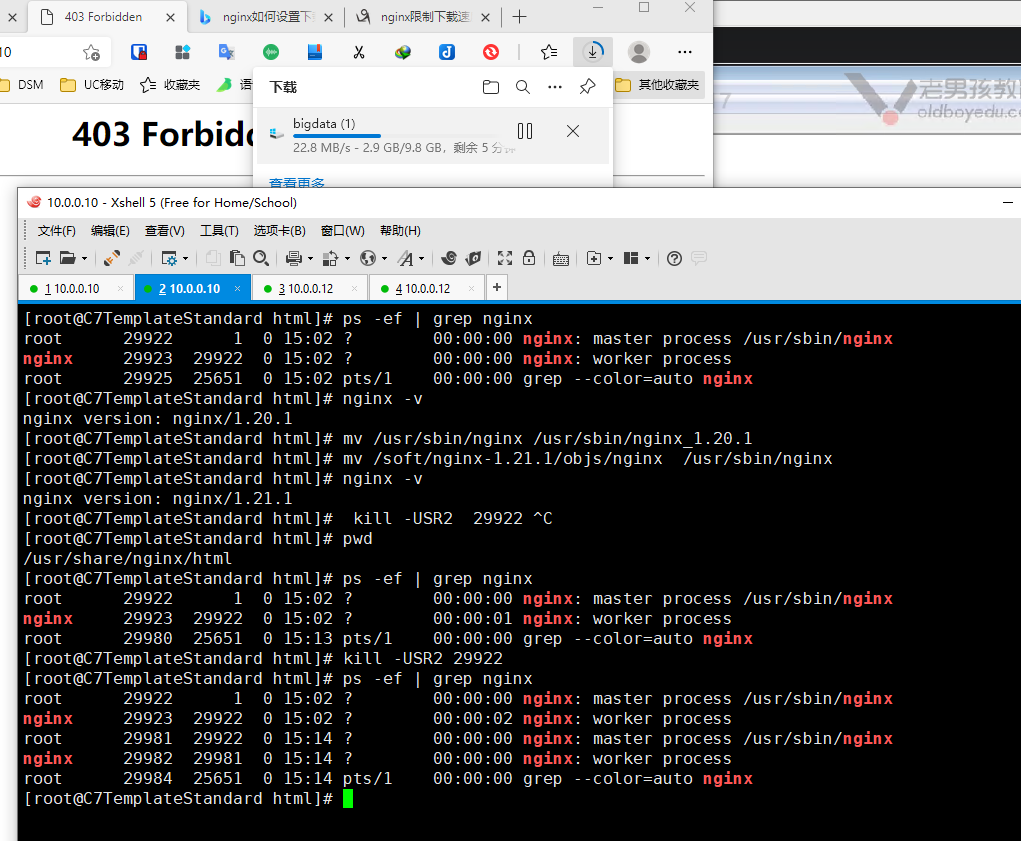 403 Forbidden
nginx如何设置下
nginx限制下载速
10
DSM
UC移动
收藏夹
语
下载
其他收藏夹
老男孩教
oldboyedu.c
7
403 Forbid
bigdata (1)
22.8 MB/s - 2.9 GB/9.8 GB，剩余 5 分钟
查看更多
10.0.0.10 - Xshell 5 (Free for Home/School)
文件(F) 编辑(E) 查看(V) 工具(T) 选项卡(B) 窗口(W) 帮助(H)
1 10.0.0.10
2 10.0.0.10
3 10.0.0.12
4 10.0.0.12
[root@C7TemplateStandard html]# ps -ef | grep nginx
root      29922      1  0 15:02 ?        00:00:00 nginx: master process /usr/sbin/nginx
nginx     29923  29922  0 15:02 ?        00:00:00 nginx: worker process
root      29925  25651  0 15:02 pts/1    00:00:00 grep --color=auto nginx
[root@C7TemplateStandard html]# nginx -v
nginx version: nginx/1.20.1
[root@C7TemplateStandard html]# mv /usr/sbin/nginx /usr/sbin/nginx_1.20.1
[root@C7TemplateStandard html]# mv /soft/nginx-1.21.1/objs/nginx  /usr/sbin/nginx
[root@C7TemplateStandard html]# nginx -v
nginx version: nginx/1.21.1
[root@C7TemplateStandard html]#  kill -USR2  29922 ^C
[root@C7TemplateStandard html]# pwd
/usr/share/nginx/html
[root@C7TemplateStandard html]# ps -ef | grep nginx
root      29922      1  0 15:02 ?        00:00:00 nginx: master process /usr/sbin/nginx
nginx     29923  29922  0 15:02 ?        00:00:01 nginx: worker process
root      29980  25651  0 15:13 pts/1    00:00:00 grep --color=auto nginx
[root@C7TemplateStandard html]# kill -USR2 29922
[root@C7TemplateStandard html]# ps -ef | grep nginx
root      29922      1  0 15:02 ?        00:00:00 nginx: master process /usr/sbin/nginx
nginx     29923  29922  0 15:02 ?        00:00:02 nginx: worker process
root      29981  29922  0 15:14 ?        00:00:00 nginx: master process /usr/sbin/nginx
nginx     29982  29981  0 15:14 ?        00:00:00 nginx: worker process
root      29984  25651  0 15:14 pts/1    00:00:00 grep --color=auto nginx
[root@C7TemplateStandard html]#